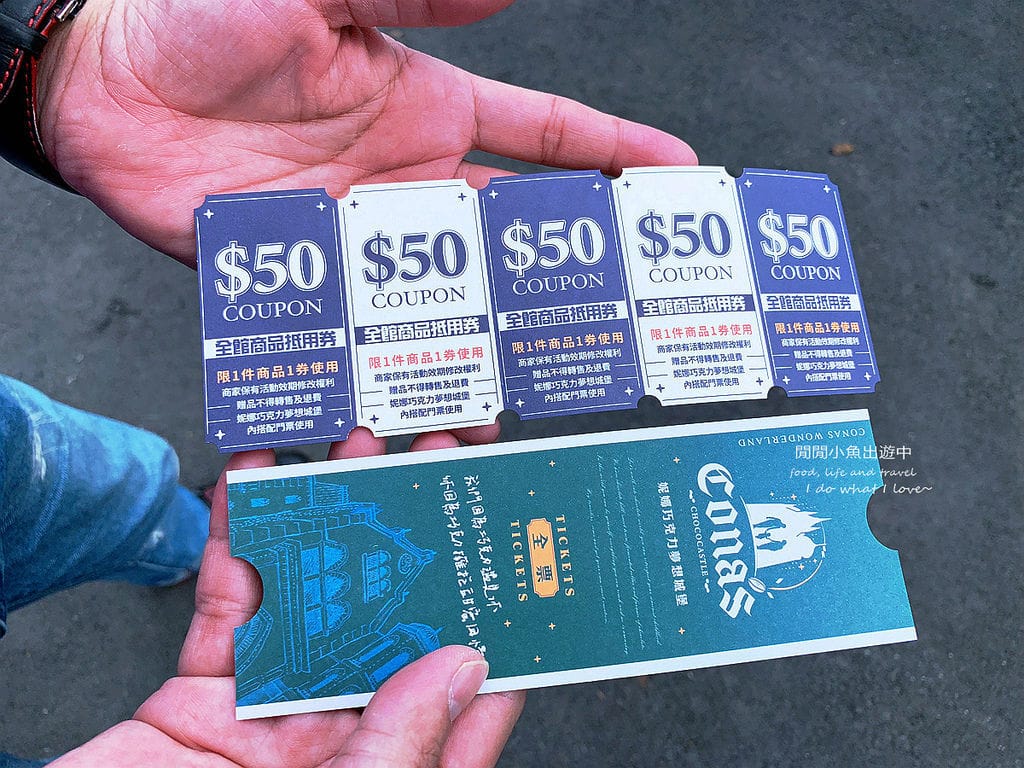 $50
COUPON
全館商品抵用券
限1件商品1券使用
商家保有活動效期修改權利
贈品不得轉售及退費
妮娜巧克力夢想城堡
內搭配門票使用
$50
COUPON
全館商品抵用券
限1件商品1券使用
商家保有活動效期修改權利
贈品不得轉售及退費
妮娜巧克力夢想城堡
內搭配門票使用
$50
COUPON
全館商品抵用券
限1件商品1券使用
商家保有活動效期修改權利
贈品不得轉售及退費
妮娜巧克力夢想城堡
內搭配門票使用
$50
COUPON
全館商品抵用券
限1件商品1券使用
商家保有活動效期修改權利
贈品不得轉售及退費
妮娜巧克力夢想城堡
內搭配門票使用
$50
COUPON
全館商品抵用券
限1件商品1券使用
商家保有活動效期修改權利
贈品不得轉售及退費
妮娜巧克力夢想城堡
內搭配門票使用
CONAS WONDERLAND
Cona's
CHOCOCASTLE
妮娜巧克力夢想城堡
TICKETS
全票
TICKETS
閒閒小魚出遊中
food, life and travel
I do what I love~